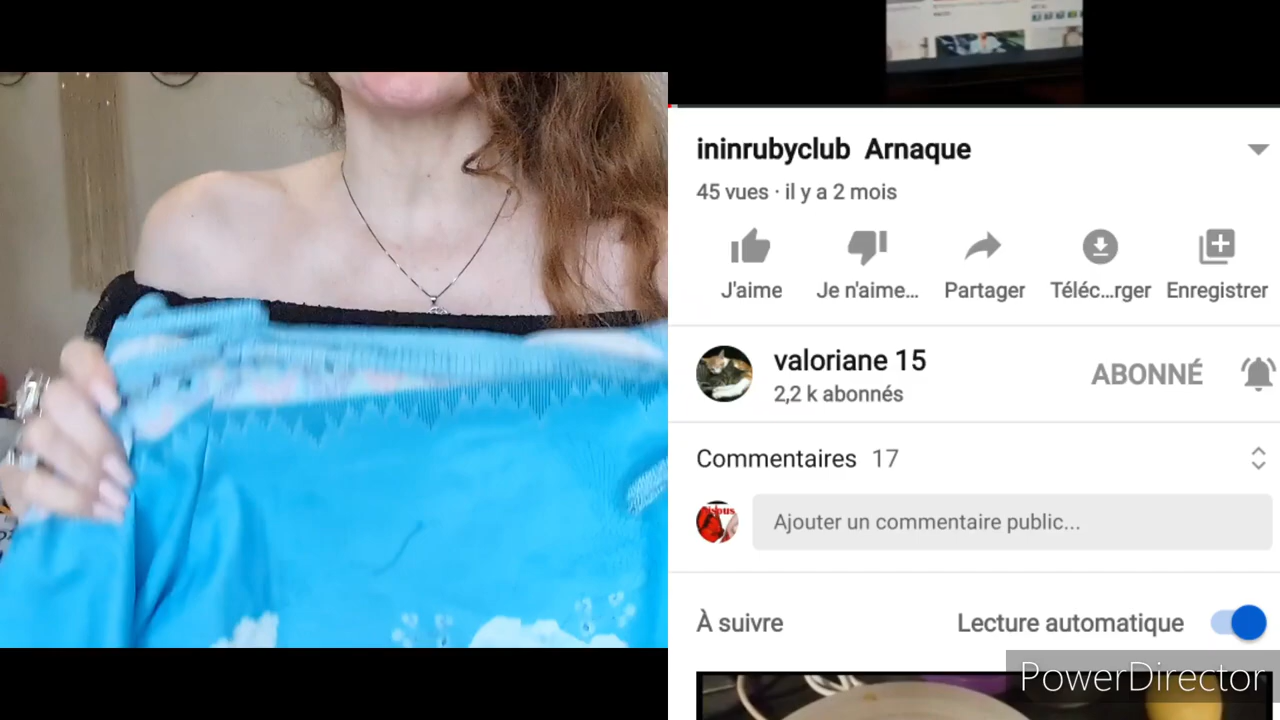 ininrubyclub Arnaque
45 vues · il y a 2 mois
J'aime
Je n'aime...
Partager
Téléc...rger
Enregistrer
valoriane 15
2,2 k abonnés
ABONNÉ
Commentaires 17
Ajouter un commentaire public...
À suivre
Lecture automatique
PowerDirector